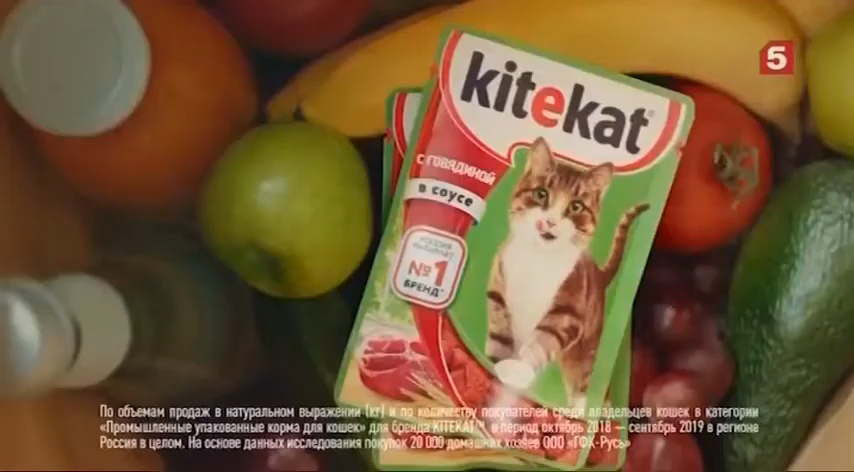 5
kitekat
с говядиной
в соусе
РОССИЯ
ВЫБИРАЕТ
№1
БРЕНД*
По объемам продаж в натуральном выражении (кг) и по количеству покупателей среди владельцев кошек в категории
«Промышленные упакованные корма для кошек» для бренда KITEKAT™, в период октябрь 2018 — сентябрь 2019 в регионе
Россия в целом. На основе данных исследования покупок 20 000 домашних хозяйств ООО «ГФК-Русь»